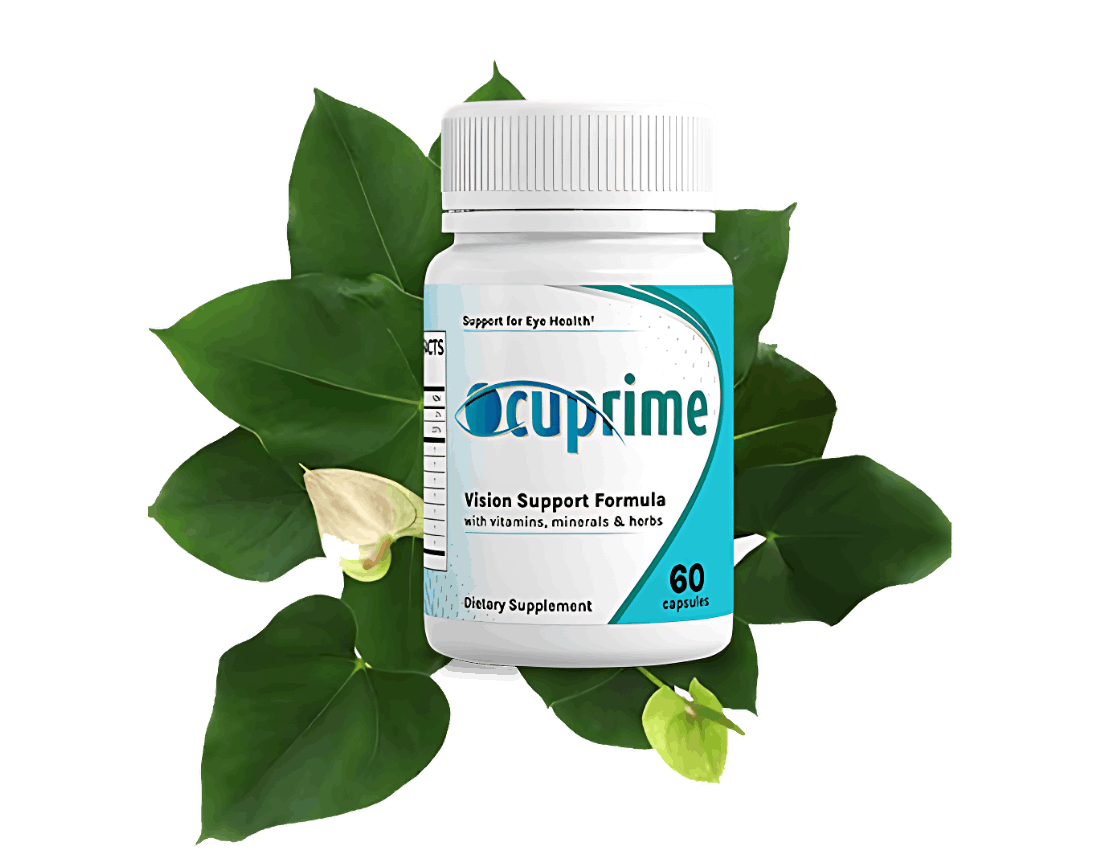 Support for Eye Health†
Ocuprime
Vision Support Formula
with vitamins, minerals & herbs
Dietary Supplement
60
capsules